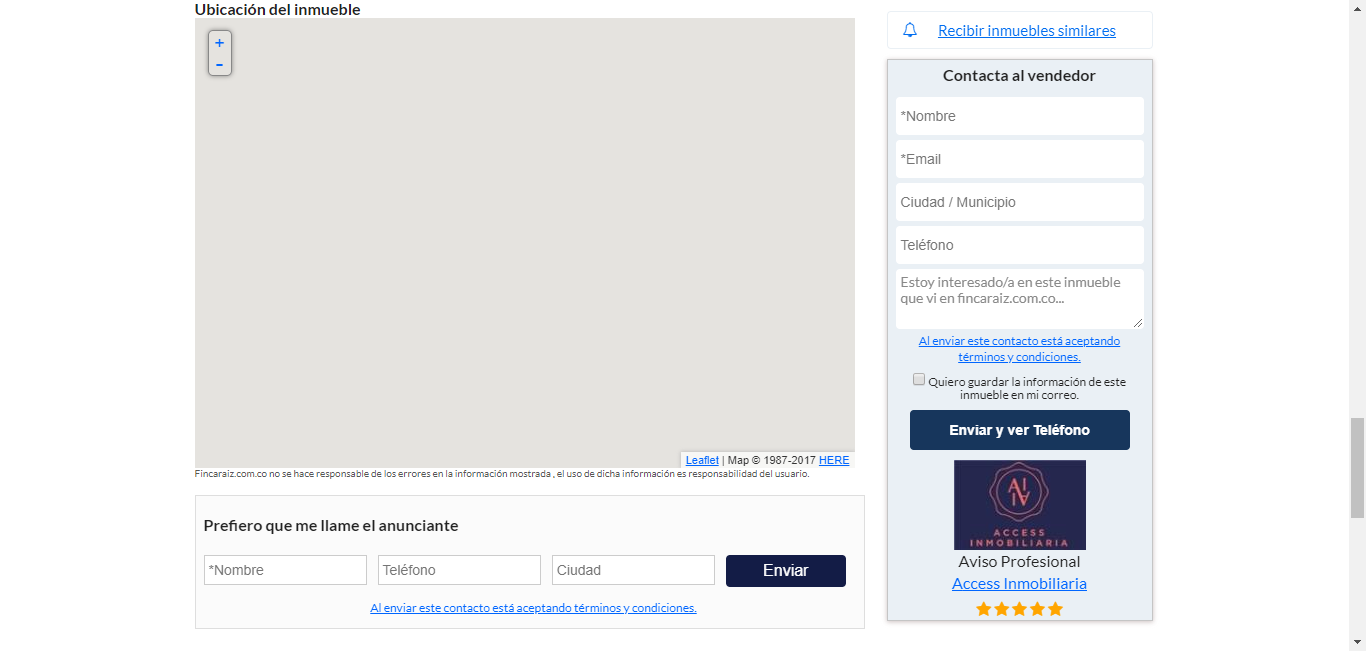 Ubicación del inmueble
+
-
Leaflet | Map © 1987-2017 HERE
Fincaraiz.com.co no se hace responsable de los errores en la información mostrada , el uso de dicha información es responsabilidad del usuario.
Prefiero que me llame el anunciante
*Nombre
Teléfono
Ciudad
Enviar
Al enviar este contacto está aceptando términos y condiciones.
Recibir inmuebles similares
Contacta al vendedor
*Nombre
*Email
Ciudad / Municipio
Teléfono
Estoy interesado/a en este inmueble
que vi en fincaraiz.com.co...
Al enviar este contacto está aceptando
términos y condiciones.
Quiero guardar la información de este
inmueble en mi correo.
Enviar y ver Teléfono
ACCESS
INMOBILIARIA
Aviso Profesional
Access Inmobiliaria